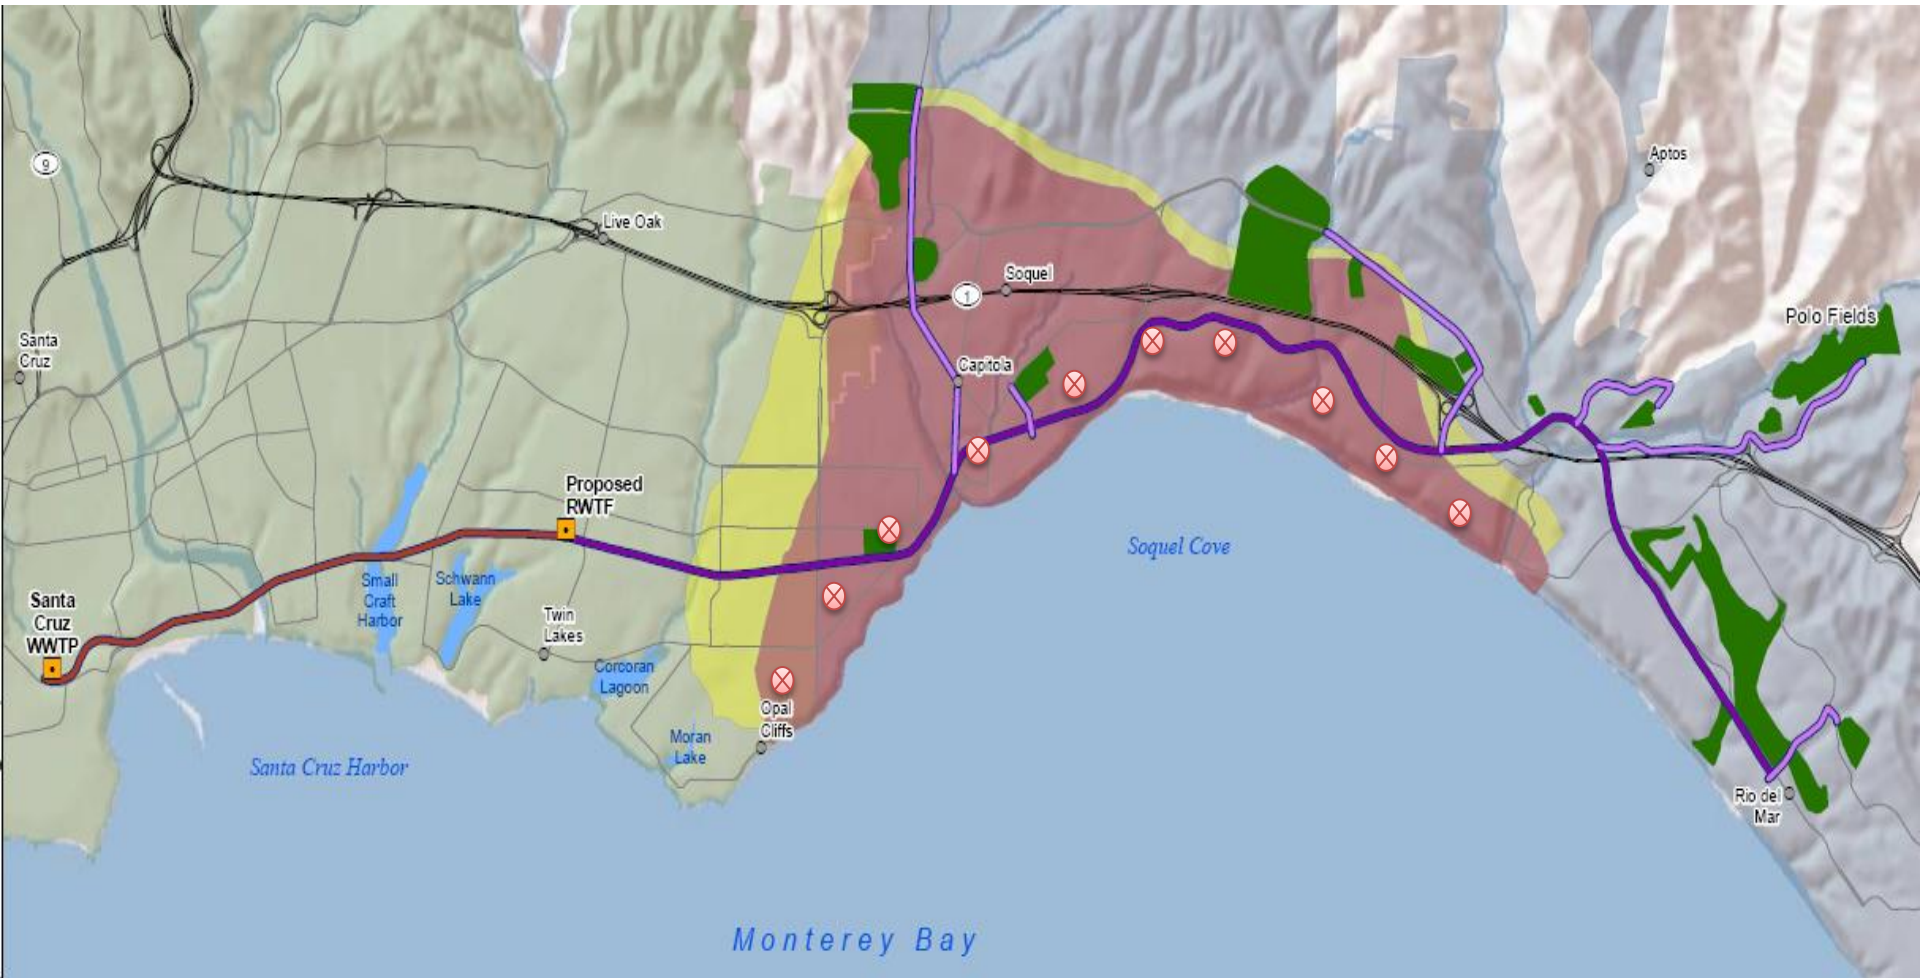 9
Aptos
Live Oak
Soquel
1
Polo Fields
Santa
Cruz
Capitola
Proposed
RWTF
Soquel Cove
Small
Craft
Harbor
Schwann
Lake
Santa
Cruz
WWTP
Twin
Lakes
Corcoran
Lagoon
Opal
Cliffs
Moran
Lake
Santa Cruz Harbor
Rio del
Mar
Monterey Bay